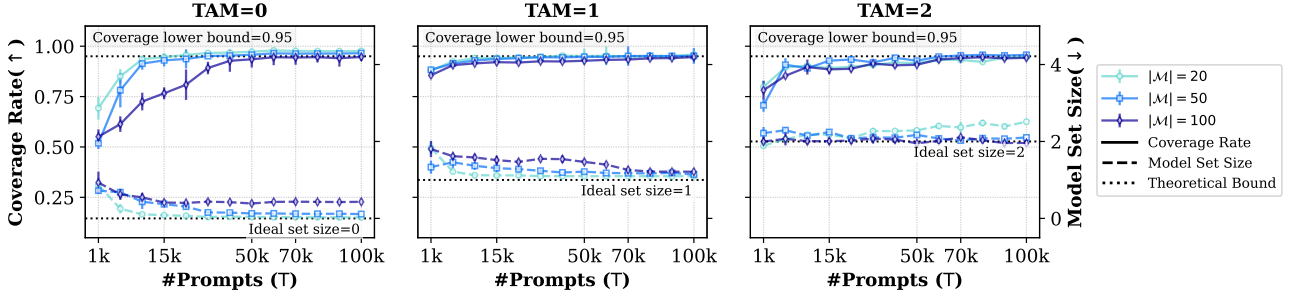 TAM=0
TAM=1
TAM=2
Coverage Rate(↑)
1.00
0.75
0.50
0.25
Coverage lower bound=0.95
Ideal set size=0
1k
15k
50k
70k
100k
#Prompts (T)
Coverage lower bound=0.95
Ideal set size=1
1k
15k
50k
70k
100k
#Prompts (T)
Coverage lower bound=0.95
Ideal set size=2
1k
15k
50k
70k
100k
#Prompts (T)
4
2
0
Model Set Size(↓)
|ℳ| = 20
|ℳ| = 50
|ℳ| = 100
Coverage Rate
Model Set Size
Theoretical Bound